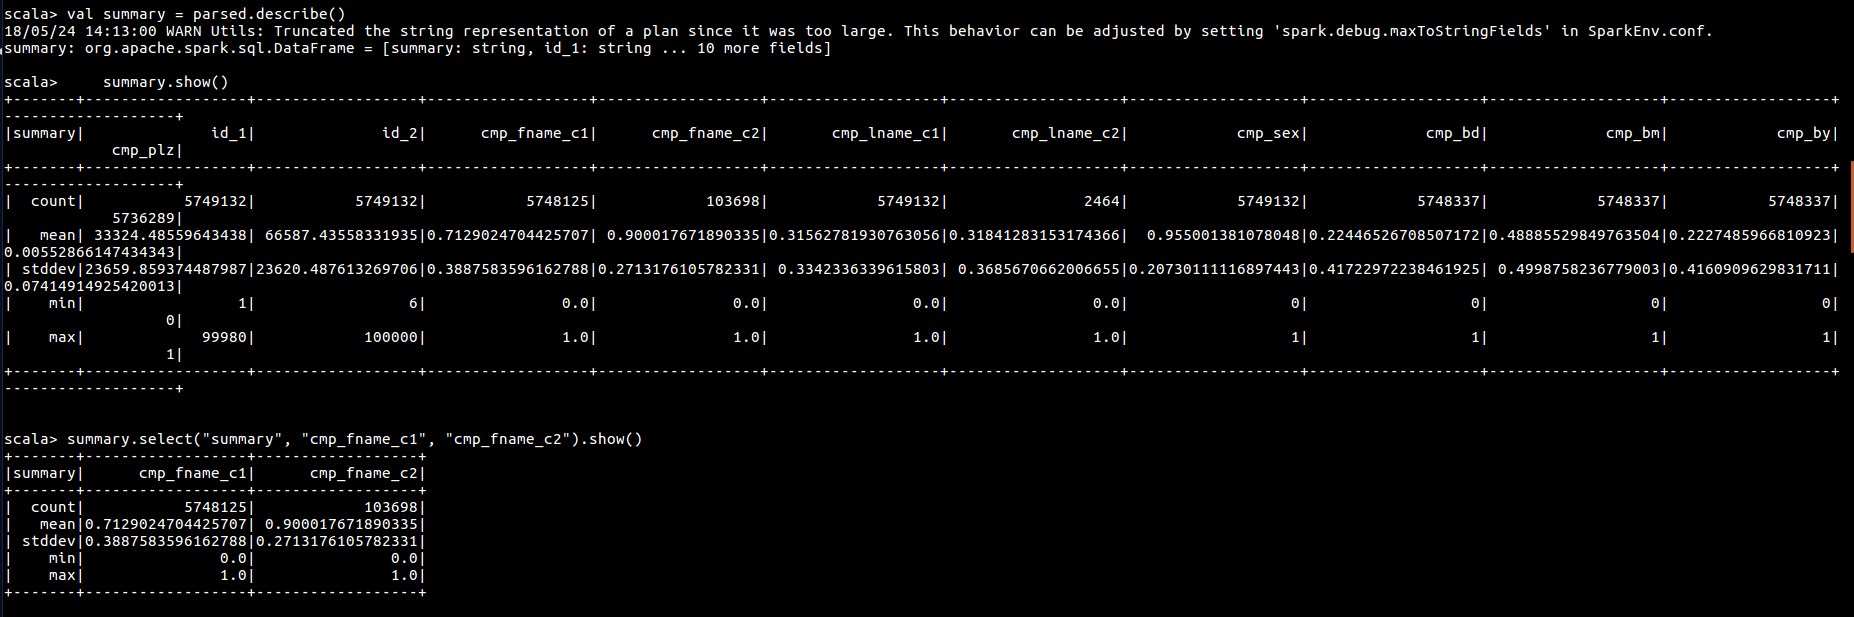 scala> val summary = parsed.describe()
18/05/24 14:13:00 WARN Utils: Truncated the string representation of a plan since it was too large. This behavior can be adjusted by setting 'spark.debug.maxToStringFields' in SparkEnv.conf.
summary: org.apache.spark.sql.DataFrame = [summary: string, id_1: string ... 10 more fields]
scala>     summary.show()
+-------+------------------+------------------+------------------+------------------+-------------------+-------------------+-------------------+-------------------+-------------------+------------------+
-------------------+
|summary|              id_1|              id_2|      cmp_fname_c1|      cmp_fname_c2|       cmp_lname_c1|       cmp_lname_c2|            cmp_sex|             cmp_bd|             cmp_bm|            cmp_by|
            cmp_plz|
+-------+------------------+------------------+------------------+------------------+-------------------+-------------------+-------------------+-------------------+-------------------+------------------+
-------------------+
|  count|           5749132|           5749132|           5748125|            103698|            5749132|               2464|            5749132|            5748337|            5748337|           5748337|
            5736289|
|   mean| 33324.48559643438| 66587.43558331935|0.7129024704425707| 0.900017671890335|0.31562781930763056|0.31841283153174366|  0.955001381078048|0.22446526708507172|0.48885529849763504|0.2227485966810923|
0.00552866147434343|
| stddev|23659.859374487987|23620.487613269706|0.3887583596162788|0.2713176105782331| 0.3342336339615803| 0.3685670662006655|0.20730111116897443|0.41722972238461925| 0.4998758236779003|0.4160909629831711|
0.07414914925420013|
|    min|                 1|                 6|               0.0|               0.0|                0.0|                0.0|                  0|                  0|                  0|                 0|
                  0|
|    max|             99980|            100000|               1.0|               1.0|                1.0|                1.0|                  1|                  1|                  1|                 1|
                  1|
+-------+------------------+------------------+------------------+------------------+-------------------+-------------------+-------------------+-------------------+-------------------+------------------+
-------------------+
scala> summary.select("summary", "cmp_fname_c1", "cmp_fname_c2").show()
+-------+------------------+------------------+
|summary|      cmp_fname_c1|      cmp_fname_c2|
+-------+------------------+------------------+
|  count|           5748125|            103698|
|   mean|0.7129024704425707| 0.900017671890335|
| stddev|0.3887583596162788|0.2713176105782331|
|    min|               0.0|               0.0|
|    max|               1.0|               1.0|
+-------+------------------+------------------+